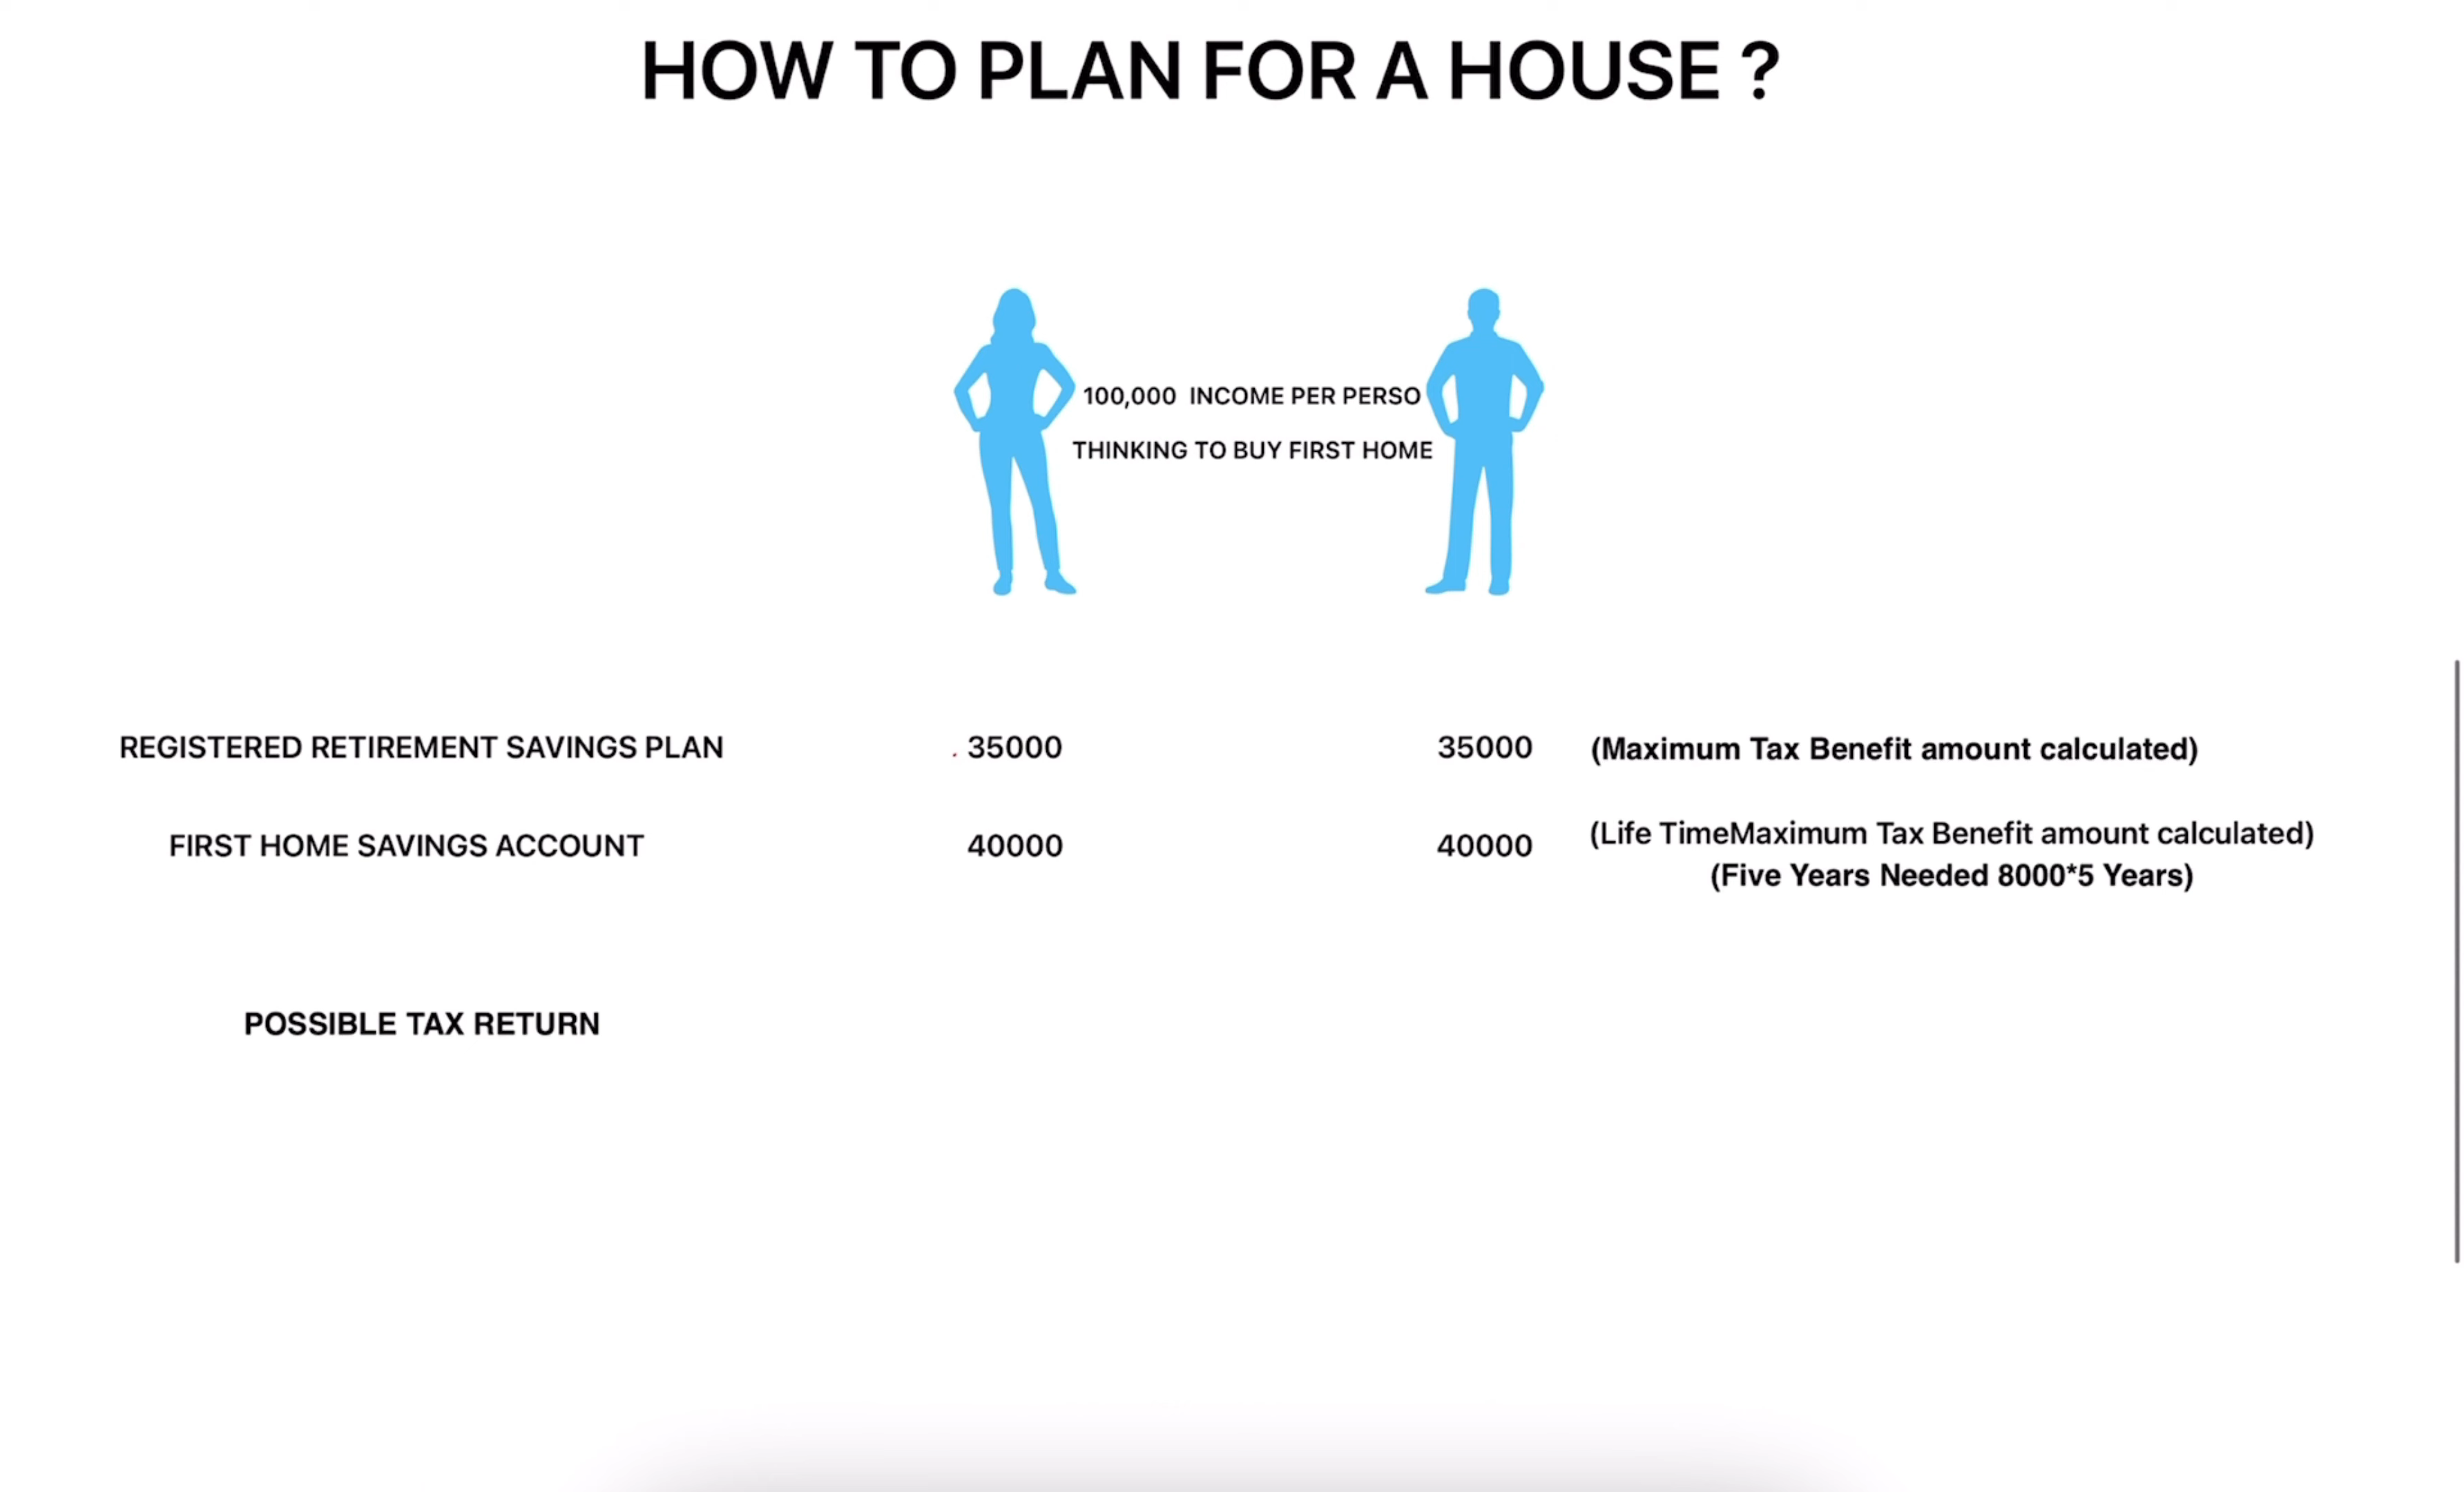 HOW TO PLAN FOR A HOUSE ?
100,000 INCOME PER PERSO
THINKING TO BUY FIRST HOME
REGISTERED RETIREMENT SAVINGS PLAN 35000 35000 (Maximum Tax Benefit amount calculated)
FIRST HOME SAVINGS ACCOUNT 40000 40000 (Life TimeMaximum Tax Benefit amount calculated)
(Five Years Needed 8000*5 Years)
POSSIBLE TAX RETURN